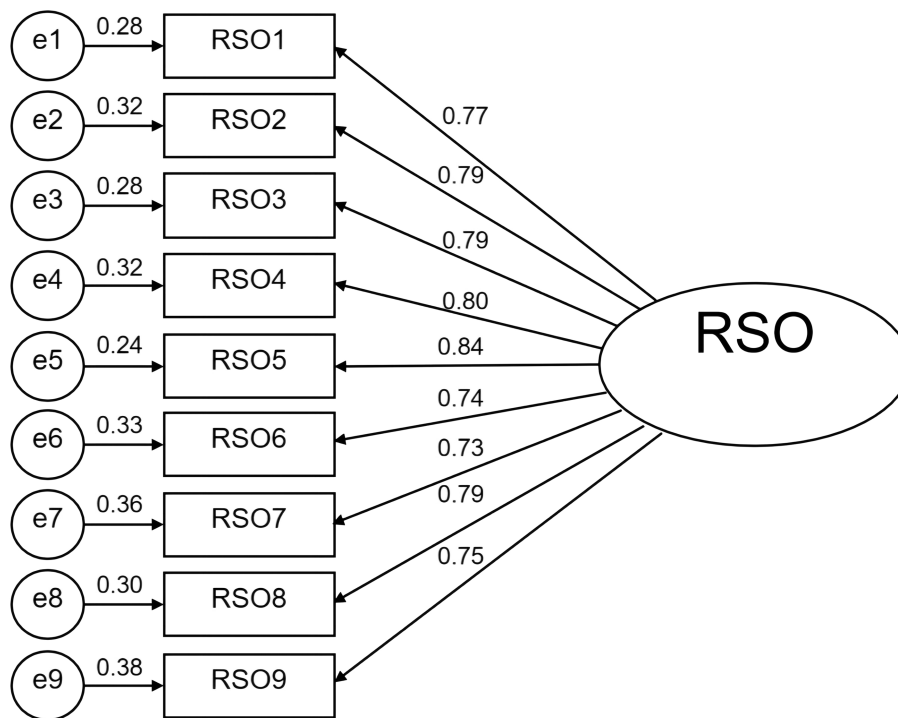 e1 0.28 RSO1
0.77
e2 0.32 RSO2
0.79
e3 0.28 RSO3
0.79
e4 0.32 RSO4
0.80
RSO
e5 0.24 RSO5
0.84
e6 0.33 RSO6
0.74
e7 0.36 RSO7
0.73
e8 0.30 RSO8
0.79
e9 0.38 RSO9
0.75